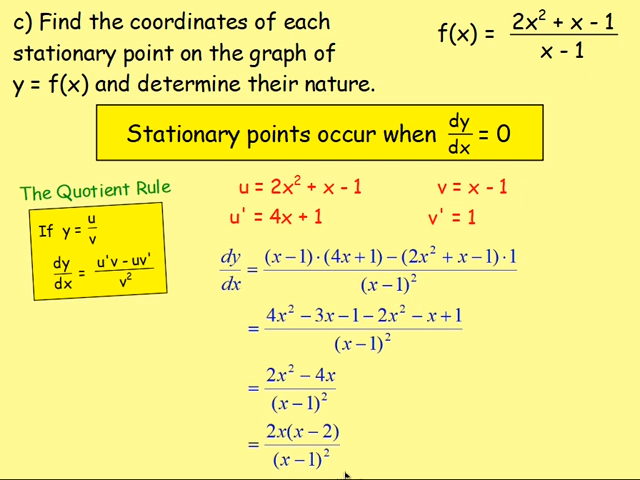 c) Find the coordinates of each
stationary point on the graph of
y = f(x) and determine their nature.
f(x) = (2x² + x - 1)/(x - 1)
Stationary points occur when dy/dx = 0
The Quotient Rule
If y = u/v
dy/dx = (u'v - uv')/v²
u = 2x² + x - 1
v = x - 1
u' = 4x + 1
v' = 1
dy/dx = ((x – 1)·(4x + 1) – (2x² + x – 1)·1)/(x – 1)²
= (4x² – 3x – 1 – 2x² – x + 1)/(x – 1)²
= (2x² – 4x)/(x – 1)²
= 2x(x – 2)/(x – 1)²